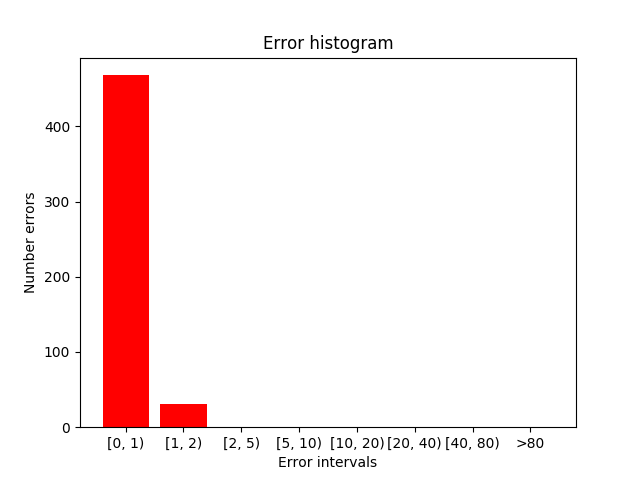 Error histogram
Number errors
400
300
200
100
0
[0, 1) [1, 2) [2, 5) [5, 10) [10, 20) [20, 40) [40, 80) >80
Error intervals